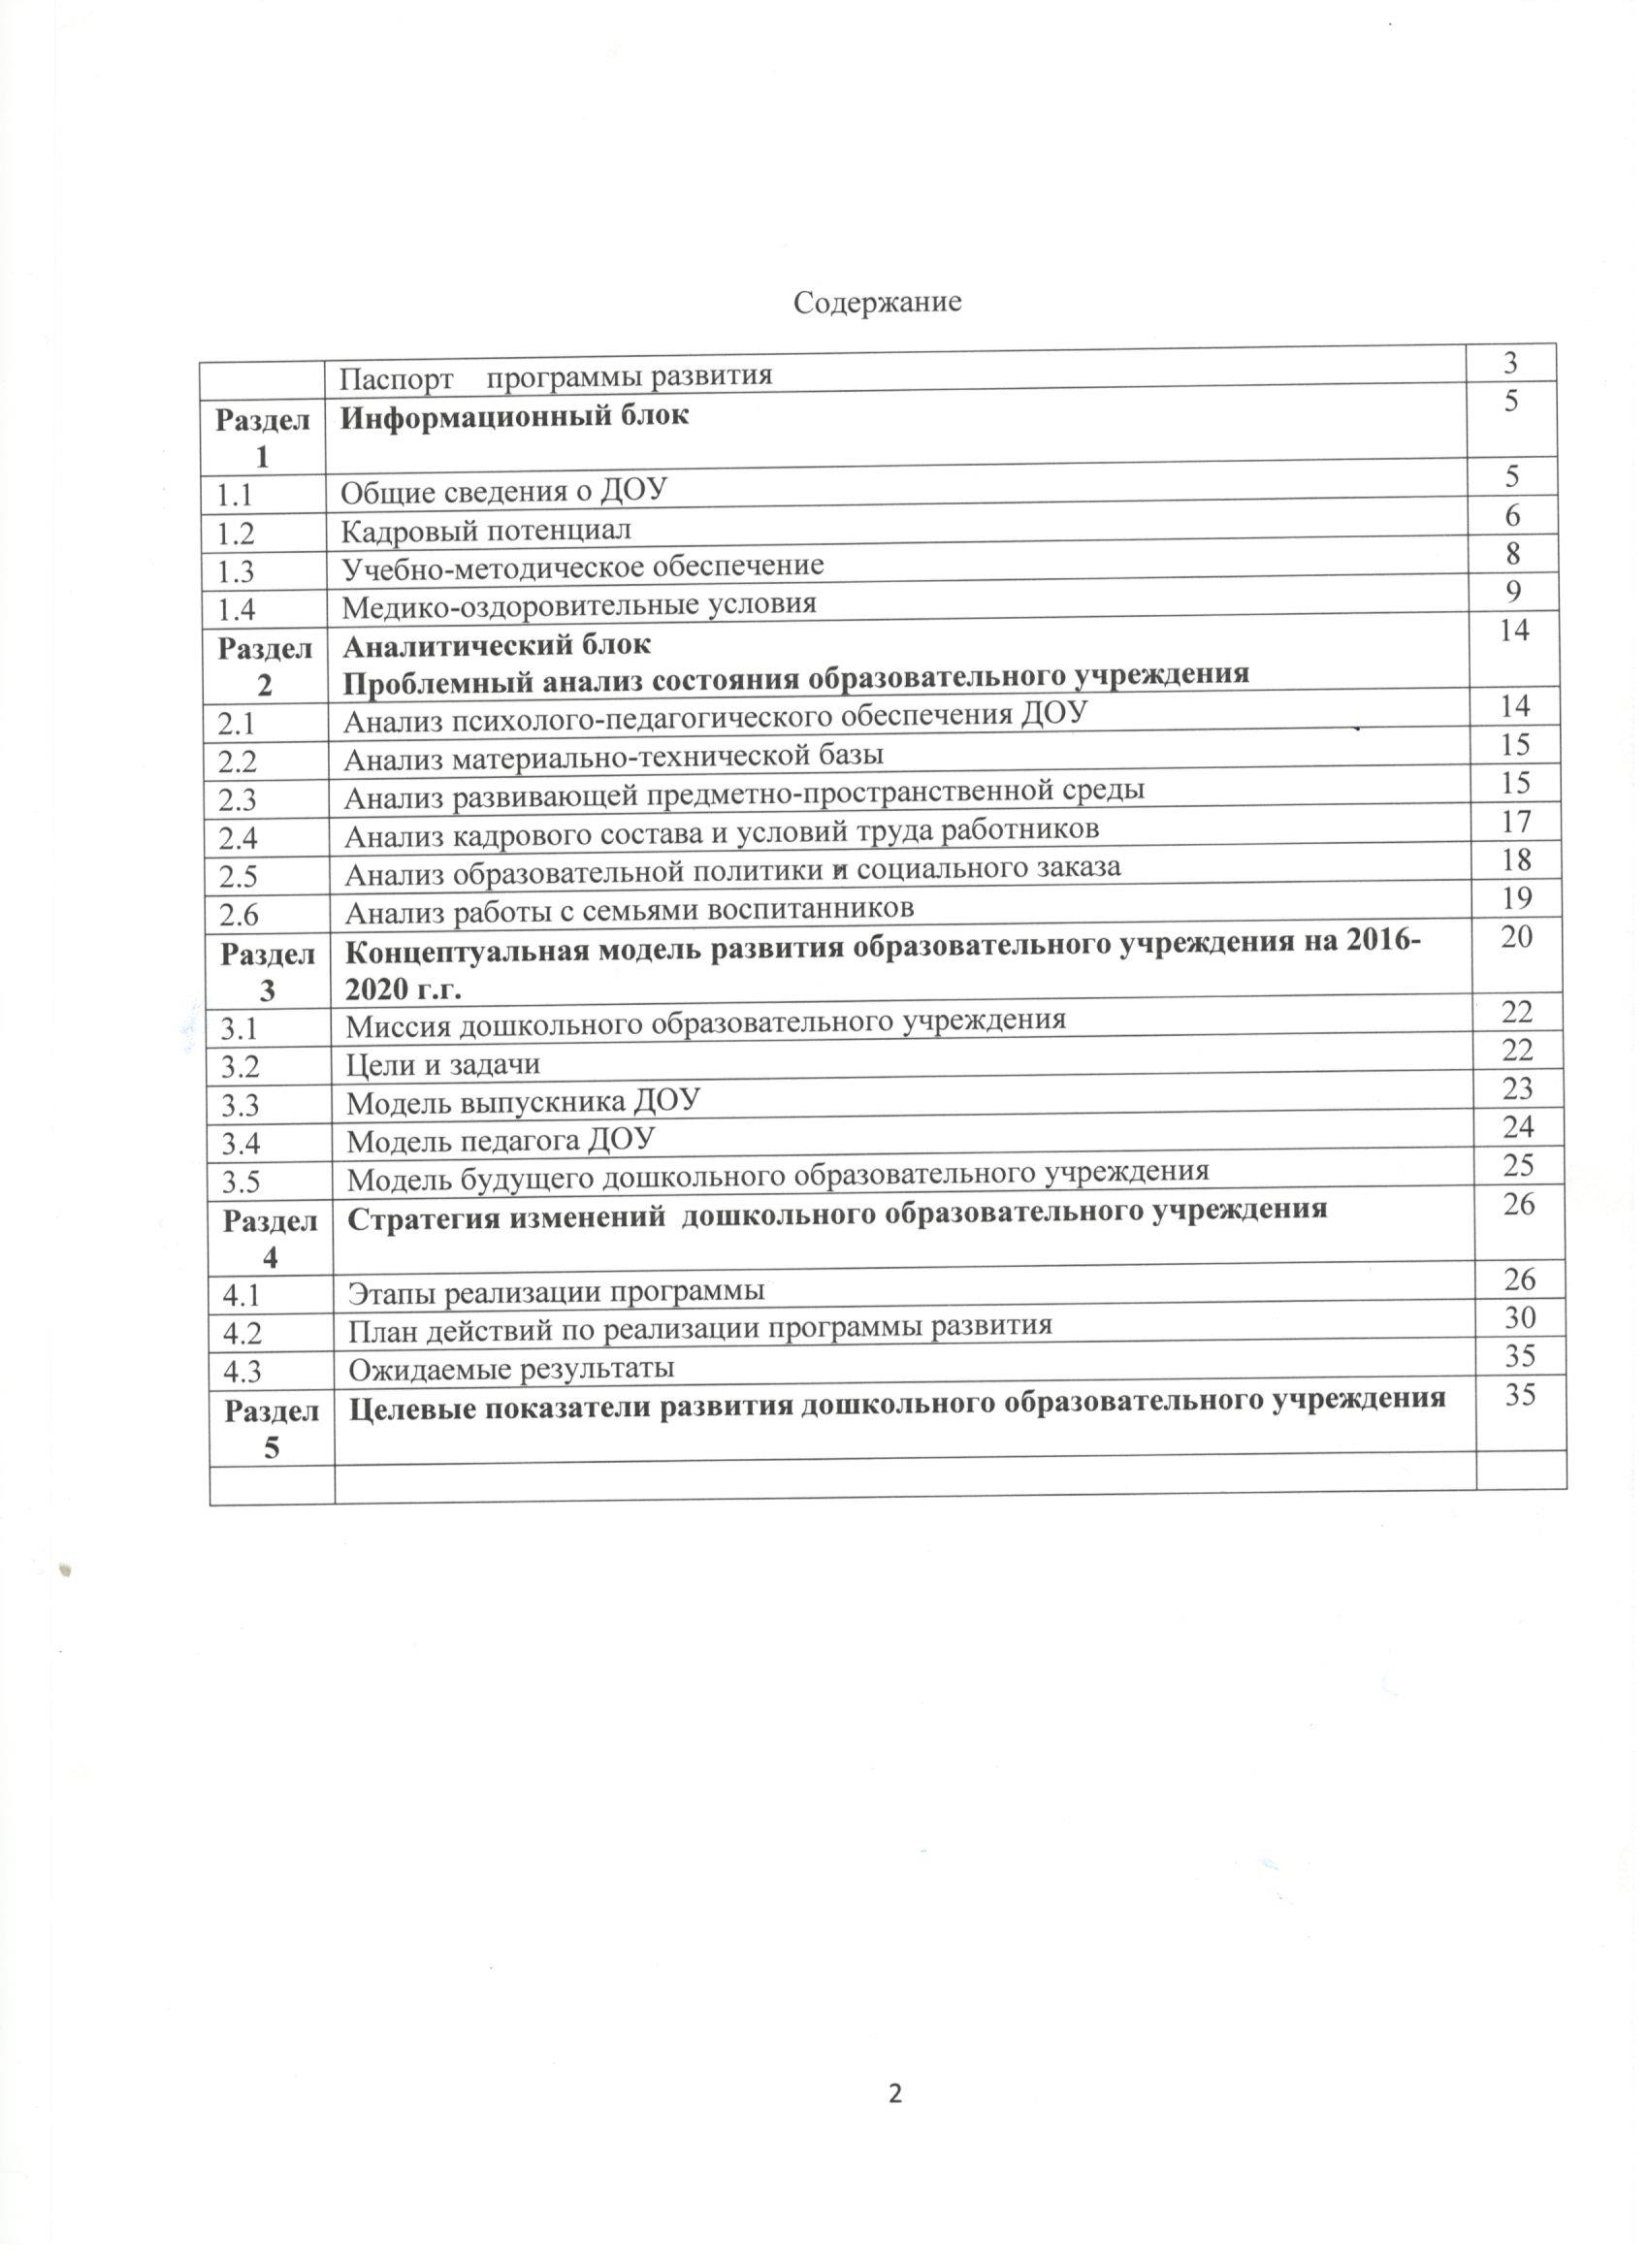 Содержание
Паспорт программы развития 3
Раздел 1 Информационный блок 5
1.1 Общие сведения о ДОУ 5
1.2 Кадровый потенциал 6
1.3 Учебно-методическое обеспечение 8
1.4 Медико-оздоровительные условия 9
Раздел 2 Аналитический блок 14
Проблемный анализ состояния образовательного учреждения
2.1 Анализ психолого-педагогического обеспечения ДОУ 14
2.2 Анализ материально-технической базы 15
2.3 Анализ развивающей предметно-пространственной среды 15
2.4 Анализ кадрового состава и условий труда работников 17
2.5 Анализ образовательной политики и социального заказа 18
2.6 Анализ работы с семьями воспитанников 19
Раздел 3 Концептуальная модель развития образовательного учреждения на 2016- 20
2020 г.г.
3.1 Миссия дошкольного образовательного учреждения 22
3.2 Цели и задачи 22
3.3 Модель выпускника ДОУ 23
3.4 Модель педагога ДОУ 24
3.5 Модель будущего дошкольного образовательного учреждения 25
Раздел 4 Стратегия изменений дошкольного образовательного учреждения 26
4.1 Этапы реализации программы 26
4.2 План действий по реализации программы развития 30
4.3 Ожидаемые результаты 35
Раздел 5 Целевые показатели развития дошкольного образовательного учреждения 35
2